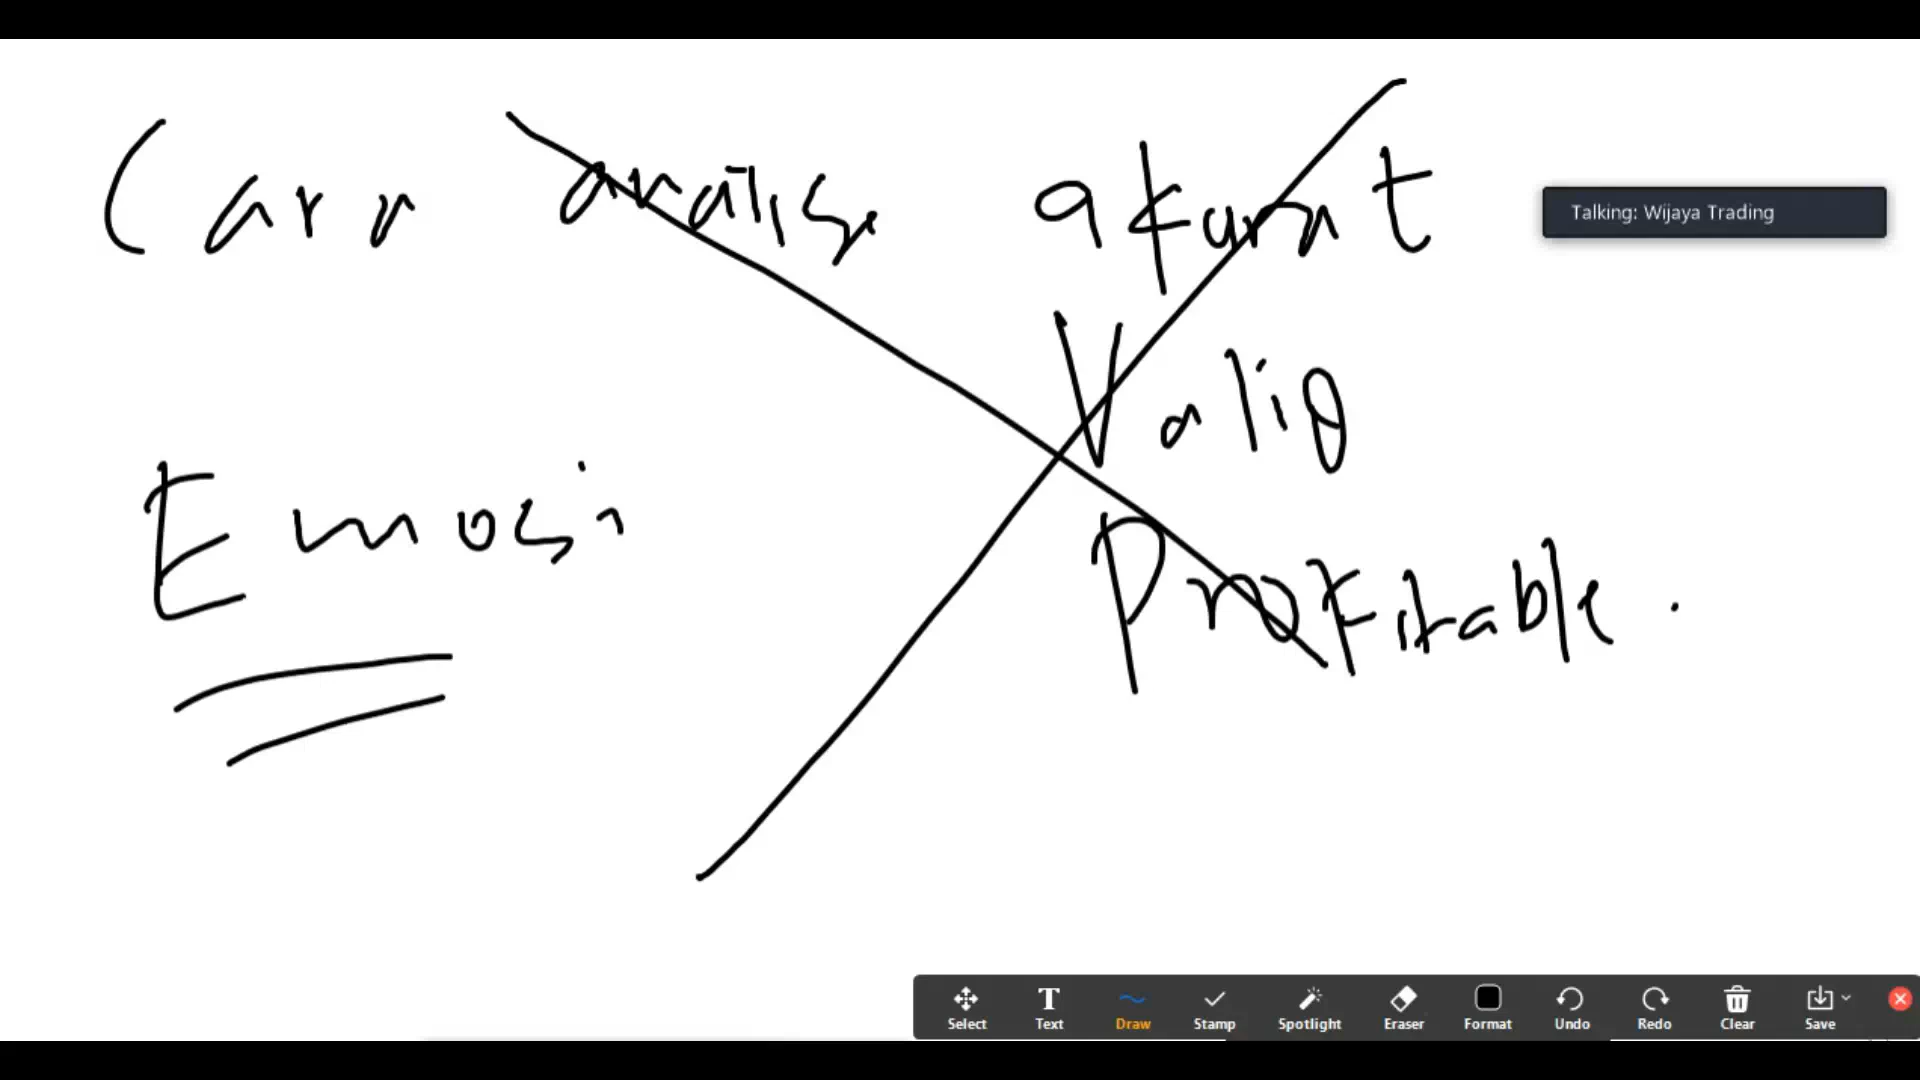 Cara analisa akurat
Talking: Wijaya Trading
Valid
Emosi
Profitable.
Select Text Draw Stamp Spotlight Eraser Format Undo Redo Clear Save